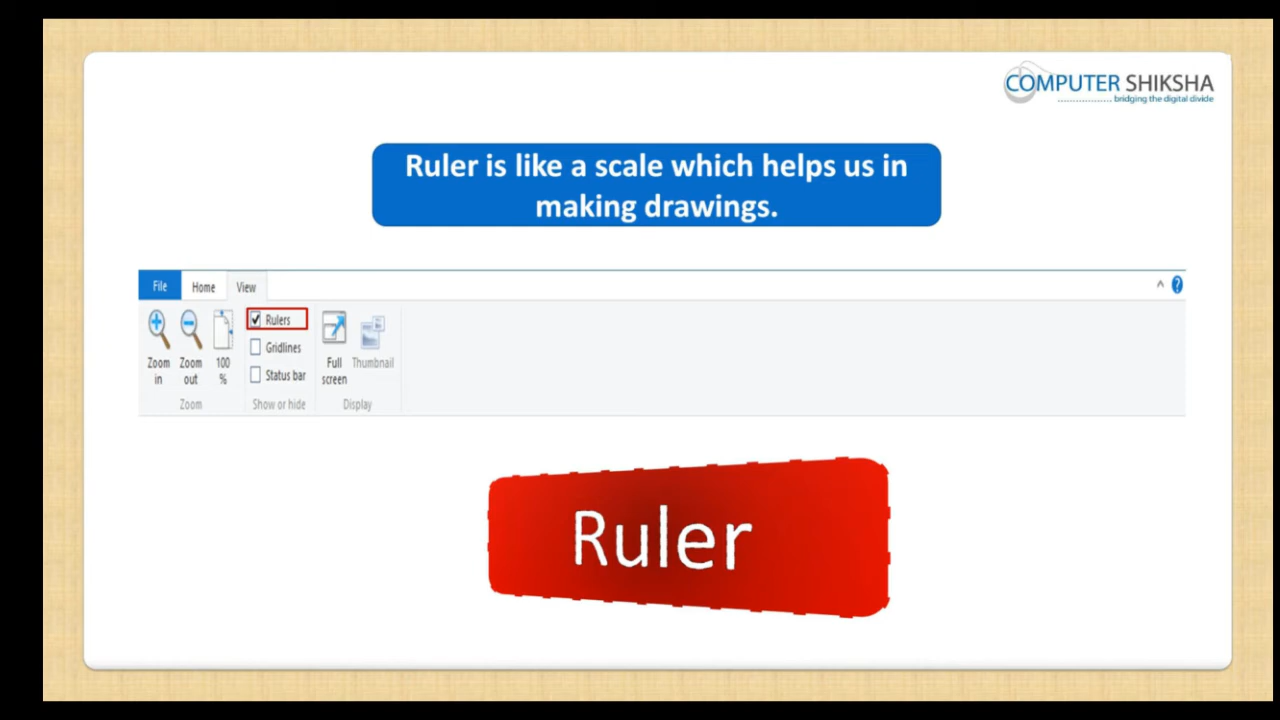 COMPUTER SHIKSHA
.................. bridging the digital divide
Ruler is like a scale which helps us in
making drawings.
File Home View
Zoom in
Zoom out
100 %
Rulers
Gridlines
Status bar
Full screen
Thumbnail
Zoom
Show or hide
Display
Ruler